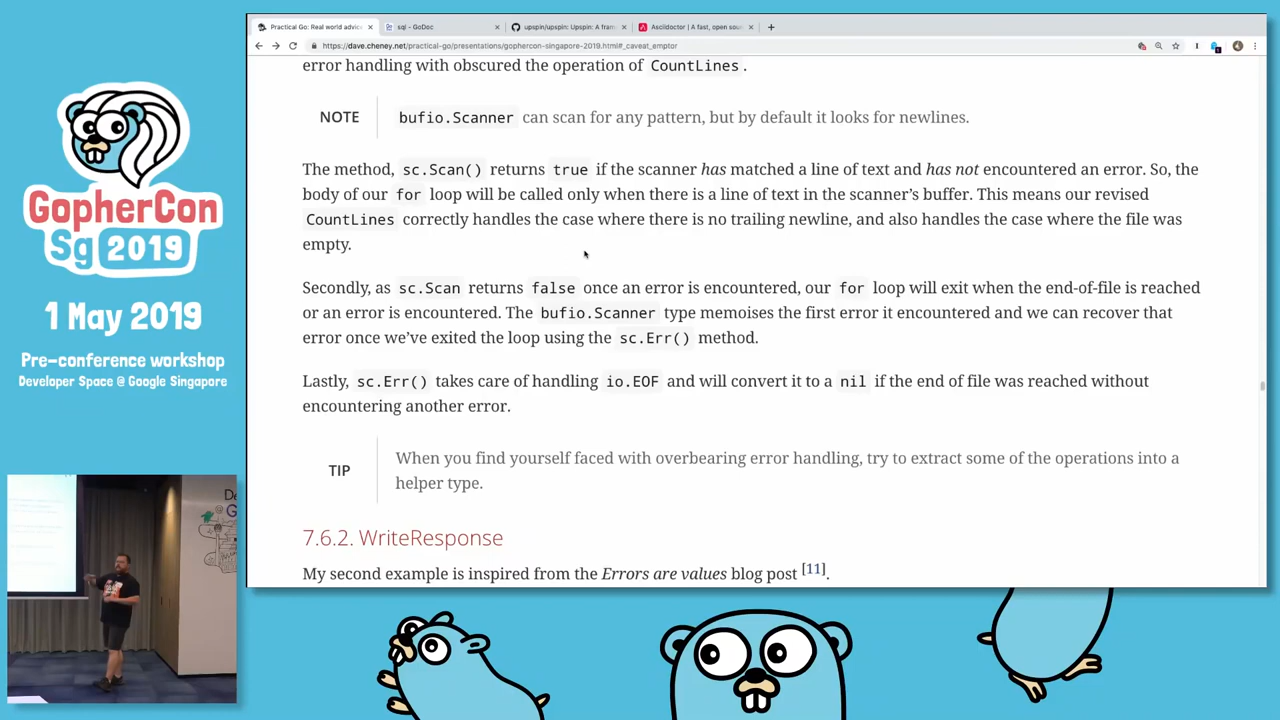 Practical Go: Real world advice
sql - GoDoc
upspin/upspin: Upspin: A fram
Asciidoctor | A fast, open sou
https://dave.cheney.net/practical-go/presentations/gophercon-singapore-2019.html#_caveat_emptor
error handling with obscured the operation of CountLines.
NOTE
bufio.Scanner can scan for any pattern, but by default it looks for newlines.
The method, sc.Scan() returns true if the scanner has matched a line of text and has not encountered an error. So, the
body of our for loop will be called only when there is a line of text in the scanner's buffer. This means our revised
CountLines correctly handles the case where there is no trailing newline, and also handles the case where the file was
empty.
Secondly, as sc.Scan returns false once an error is encountered, our for loop will exit when the end-of-file is reached
or an error is encountered. The bufio.Scanner type memoises the first error it encountered and we can recover that
error once we've exited the loop using the sc.Err() method.
Lastly, sc.Err() takes care of handling io.EOF and will convert it to a nil if the end of file was reached without
encountering another error.
TIP
When you find yourself faced with overbearing error handling, try to extract some of the operations into a
helper type.
7.6.2. WriteResponse
My second example is inspired from the Errors are values blog post [11].
GopherCon
Sg 2019
1 May 2019
Pre-conference workshop
Developer Space @ Google Singapore